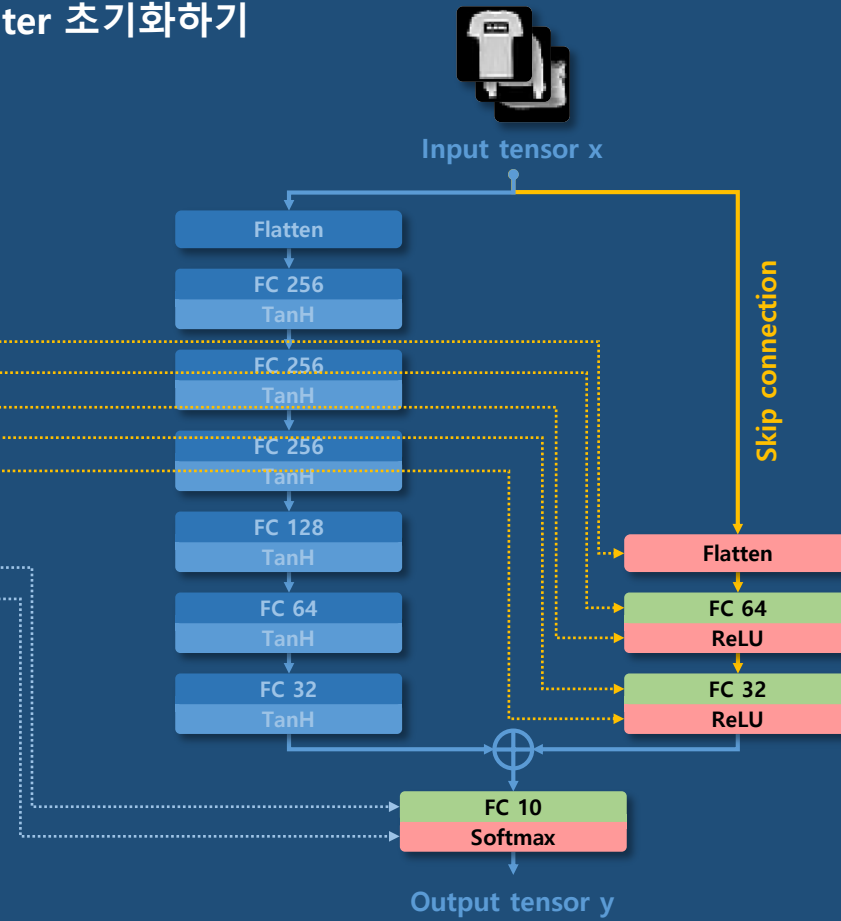 ter 초기화하기
Input tensor x
Flatten
FC 256
TanH
FC 256
TanH
FC 256
TanH
FC 128
TanH
FC 64
TanH
FC 32
TanH
Skip connection
Flatten
FC 64
ReLU
FC 32
ReLU
FC 10
Softmax
Output tensor y